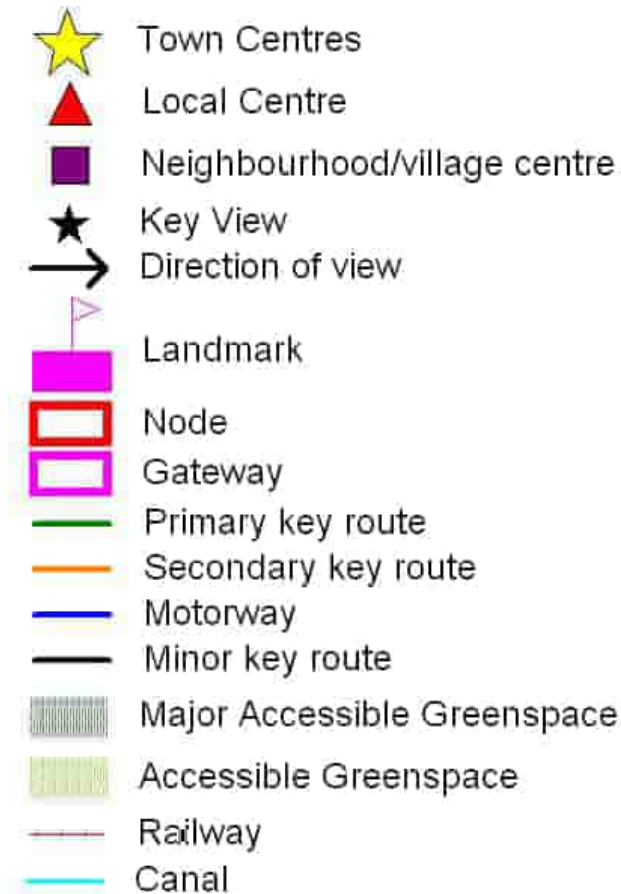 Town Centres
Local Centre
Neighbourhood/village centre
Key View
Direction of view
Landmark
Node
Gateway
Primary key route
Secondary key route
Motorway
Minor key route
Major Accessible Greenspace
Accessible Greenspace
Railway
Canal